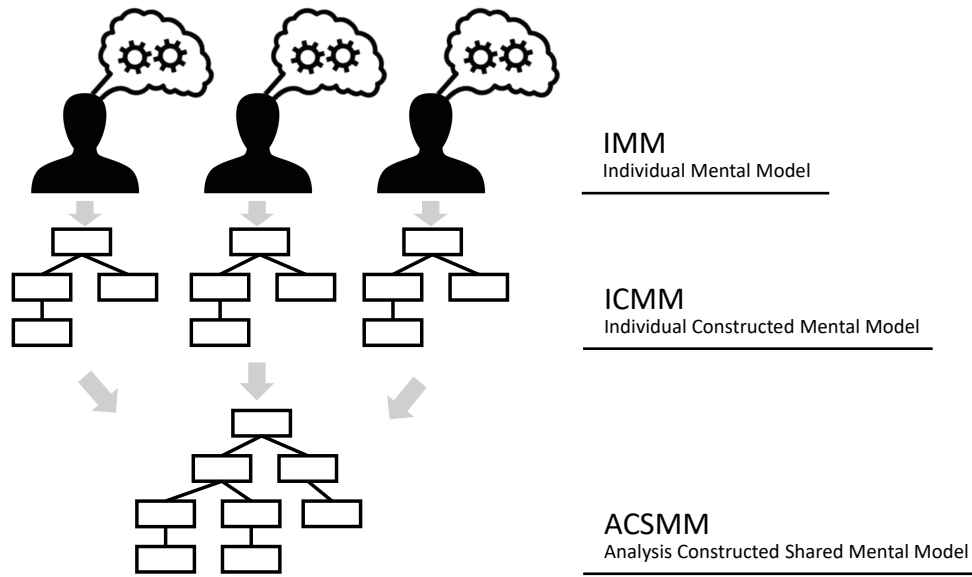 IMM
Individual Mental Model
ICMM
Individual Constructed Mental Model
ACSMM
Analysis Constructed Shared Mental Model